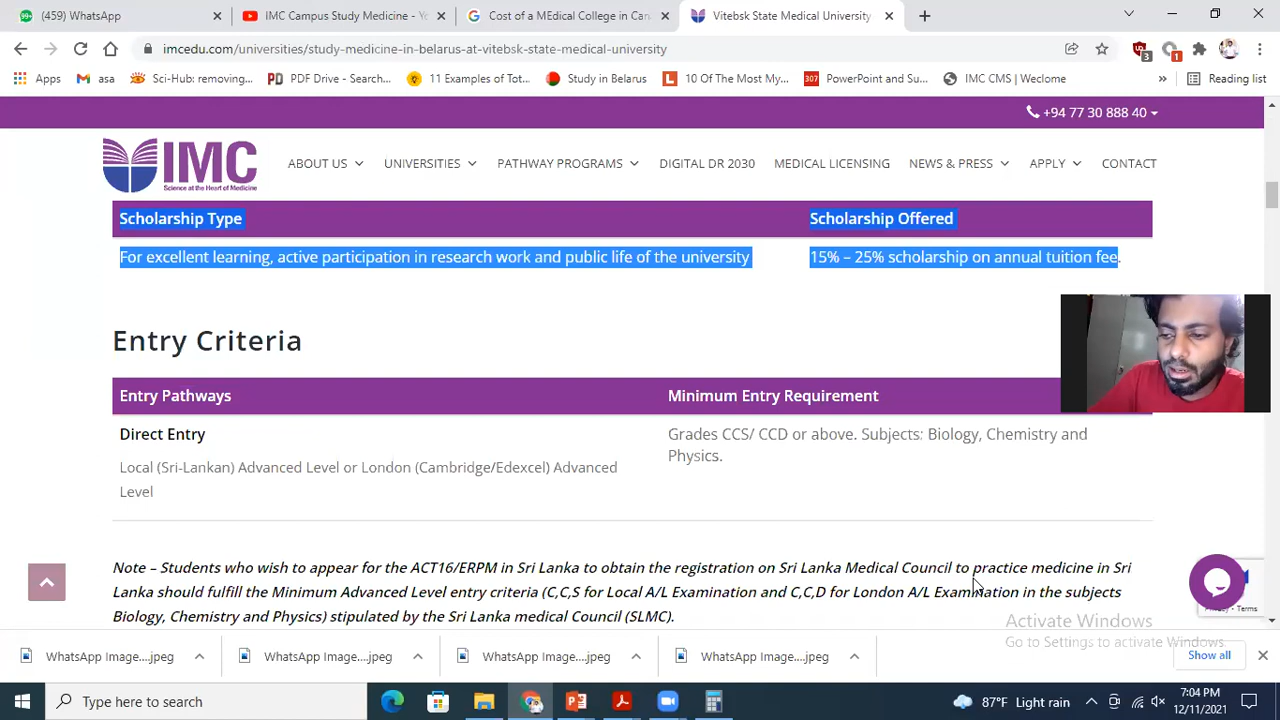 (459) WhatsApp
IMC Campus Study Medicine - Yo
Cost of a MEdical College in Can
Vitebsk State Medical University
imcedu.com/universities/study-medicine-in-belarus-at-vitebsk-state-medical-university
Apps
asa
Sci-Hub: removing...
PDF Drive - Search...
11 Examples of Tot...
Study in Belarus
10 Of The Most My...
PowerPoint and Su...
IMC CMS | Weclome
Reading list
+94 77 30 888 40
IMC
Science at the Heart of Medicine
ABOUT US
UNIVERSITIES
PATHWAY PROGRAMS
DIGITAL DR 2030
MEDICAL LICENSING
NEWS & PRESS
APPLY
CONTACT
Scholarship Type
Scholarship Offered
For excellent learning, active participation in research work and public life of the university
15% – 25% scholarship on annual tuition fee.
Entry Criteria
Entry Pathways
Minimum Entry Requirement
Direct Entry
Grades CCS/ CCD or above. Subjects: Biology, Chemistry and
Physics.
Local (Sri-Lankan) Advanced Level or London (Cambridge/Edexcel) Advanced
Level
Note – Students who wish to appear for the ACT16/ERPM in Sri Lanka to obtain the registration on Sri Lanka Medical Council to practice medicine in Sri
Lanka should fulfill the Minimum Advanced Level entry criteria (C,C,S for Local A/L Examination and C,C,D for London A/L Examination in the subjects
Biology, Chemistry and Physics) stipulated by the Sri Lanka medical Council (SLMC).
Privacy - Terms
Activate Windows
Go to Settings to activate Windows.
WhatsApp Image....jpeg
WhatsApp Image....jpeg
WhatsApp Image....jpeg
WhatsApp Image....jpeg
Show all
Type here to search
87°F Light rain
7:04 PM
12/11/2021